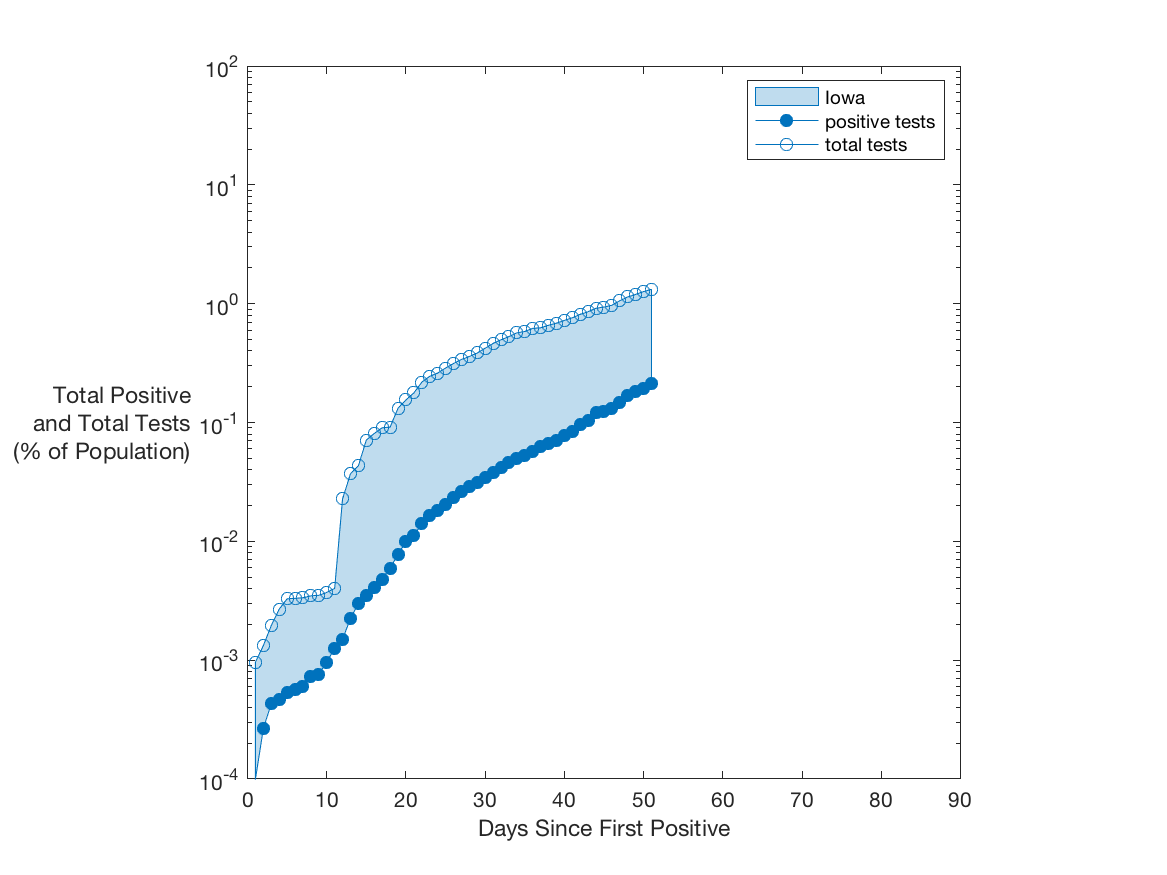 10^2
10^1
10^0
10^-1
10^-2
10^-3
10^-4
Total Positive
and Total Tests
(% of Population)
Iowa
positive tests
total tests
0 10 20 30 40 50 60 70 80 90
Days Since First Positive